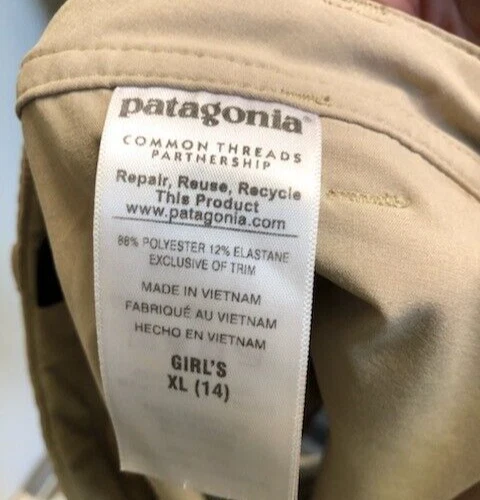 patagonia®
COMMON THREADS
PARTNERSHIP
Repair, Reuse, Recycle
This Product
www.patagonia.com
88% POLYESTER 12% ELASTANE
EXCLUSIVE OF TRIM
MADE IN VIETNAM
FABRIQUÉ AU VIETNAM
HECHO EN VIETNAM
GIRL'S
XL (14)